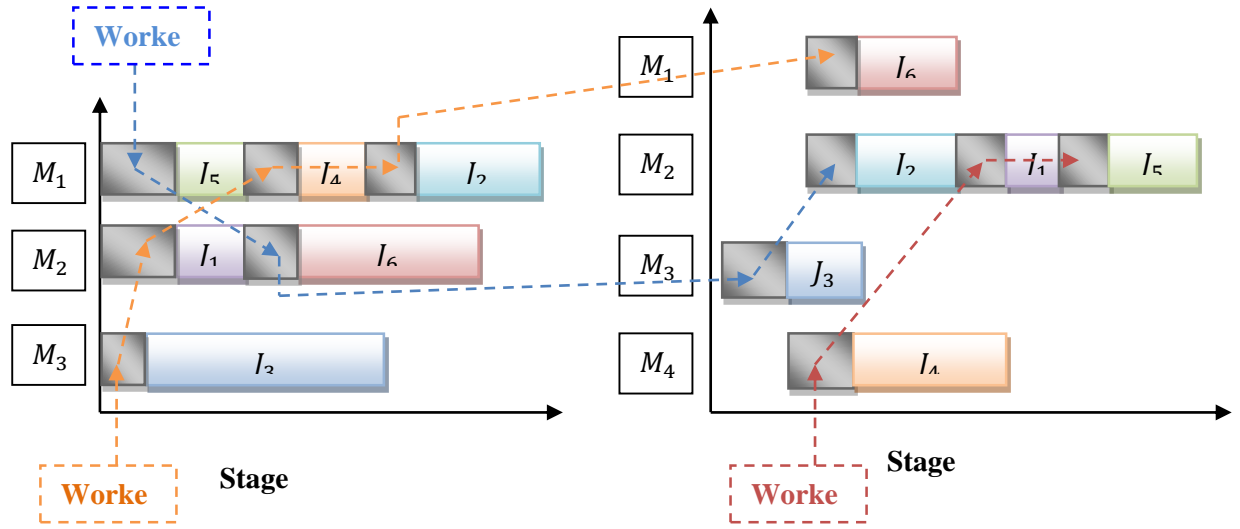 Worke
M₁ J₅ J₄ J₂
M₂ J₁ J₆
M₃ J₃
Stage
Worke
M₁ J₆
M₂ J₂ J₁ J₅
M₃ J₃
M₄ J₄
Stage
Worke